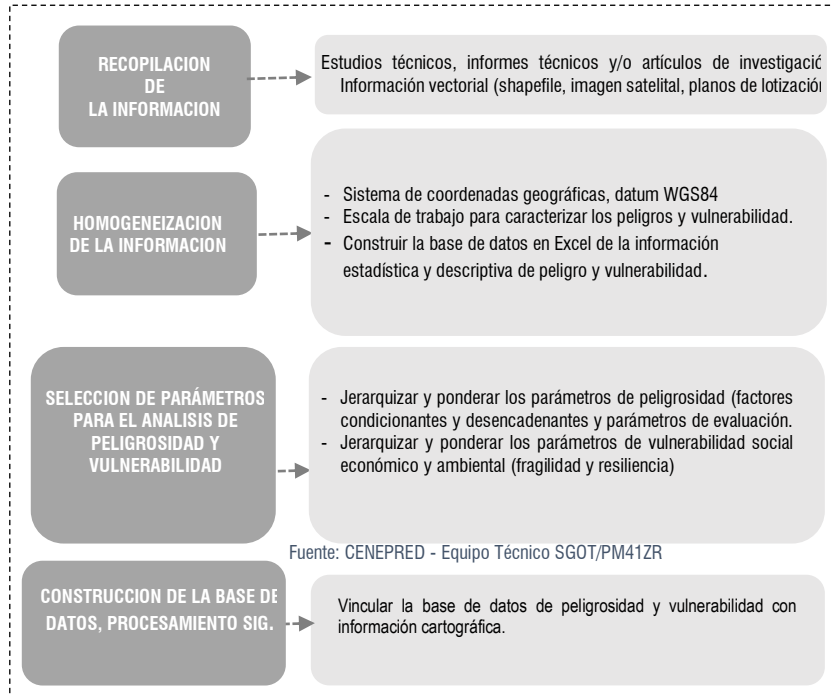 RECOPILACION
DE
LA INFORMACION
Estudios técnicos, informes técnicos y/o artículos de investigació
Información vectorial (shapefile, imagen satelital, planos de lotización
HOMOGENEIZACION
DE LA INFORMACION
- Sistema de coordenadas geográficas, datum WGS84
- Escala de trabajo para caracterizar los peligros y vulnerabilidad.
- Construir la base de datos en Excel de la información
estadística y descriptiva de peligro y vulnerabilidad.
SELECCION DE PARÁMETROS
PARA EL ANALISIS DE
PELIGROSIDAD Y
VULNERABILIDAD
- Jerarquizar y ponderar los parámetros de peligrosidad (factores
condicionantes y desencadenantes y parámetros de evaluación.
- Jerarquizar y ponderar los parámetros de vulnerabilidad social
económico y ambiental (fragilidad y resiliencia)
Fuente: CENEPRED - Equipo Técnico SGOT/PM41ZR
CONSTRUCCION DE LA BASE DE
DATOS, PROCESAMIENTO SIG.
Vincular la base de datos de peligrosidad y vulnerabilidad con
información cartográfica.